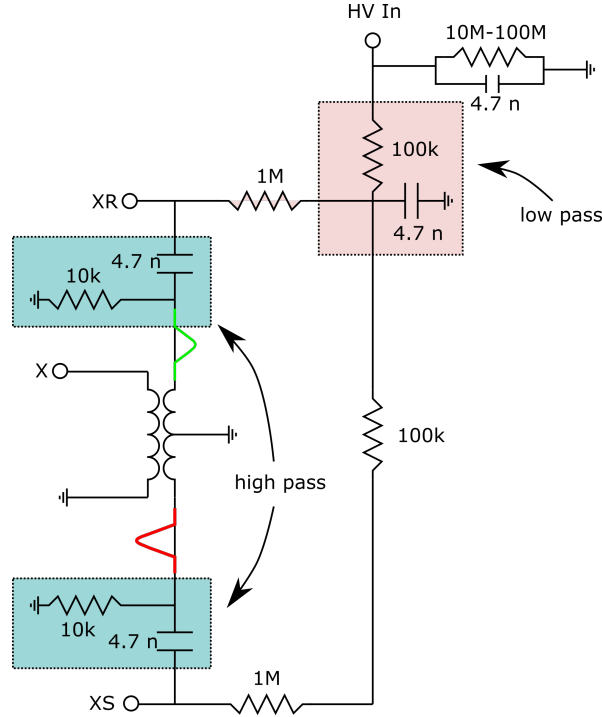 HV In
10M-100M
4.7 n
100k
1M
XR
4.7 n
low pass
4.7 n
10k
X
100k
high pass
10k
4.7 n
1M
XS